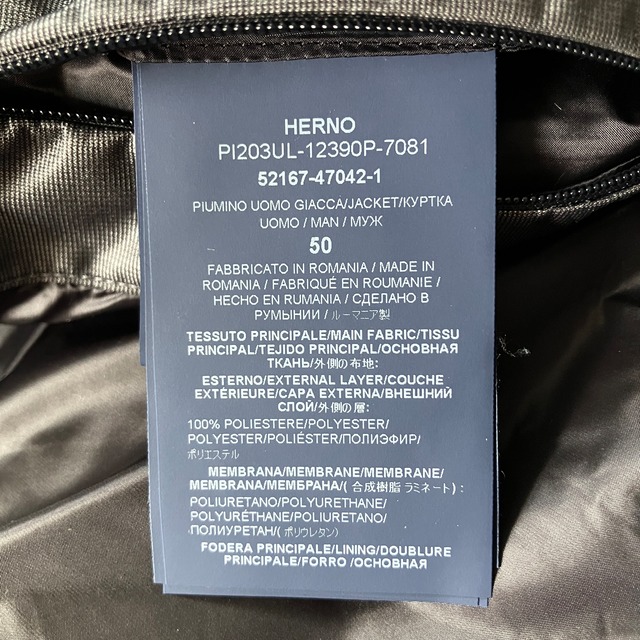 HERNO
PI203UL-12390P-7081
52167-47042-1
PIUMINO UOMO GIACCA/JACKET/КУРТКА
UOMO / MAN / МУЖ
50
FABBRICATO IN ROMANIA / MADE IN
ROMANIA / FABRIQUÉ EN ROUMANIE /
HECHO EN RUMANIA / СДЕЛАНО В
РУМЫНИИ / ルーマニア製
TESSUTO PRINCIPALE/MAIN FABRIC/TISSU
PRINCIPAL/TEJIDO PRINCIPAL/ОСНОВНАЯ
ТКАНЬ/外側の布地:
ESTERNO/EXTERNAL LAYER/COUCHE
EXTÉRIEURE/CAPA EXTERNA/ВНЕШНИЙ
СЛОЙ/外側の層:
100% POLIESTERE/POLYESTER/
POLYESTER/POLIÉSTER/ПОЛИЭФИР/
ポリエステル
MEMBRANA/MEMBRANE/MEMBRANE/
MEMBRANA/МЕМБРАНА/( 合成樹脂 ラミネート) :
POLIURETANO/POLYURETHANE/
POLYURÉTHANE/POLIURETANO/
ПОЛИУРЕТАН/( ポリウレタン)
FODERA PRINCIPALE/LINING/DOUBLURE
PRINCIPALE/FORRO /ОСНОВНАЯ